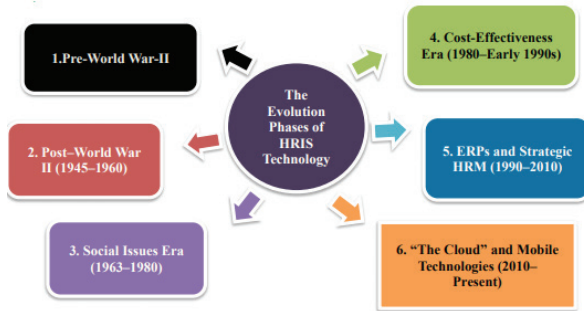 1.Pre-World War-II
2. Post–World War
II (1945–1960)
3. Social Issues Era
(1963–1980)
The
Evolution
Phases of
HRIS
Technology
4. Cost-Effectiveness
Era (1980–Early 1990s)
5. ERPs and Strategic
HRM (1990–2010)
6. “The Cloud” and Mobile
Technologies (2010–
Present)